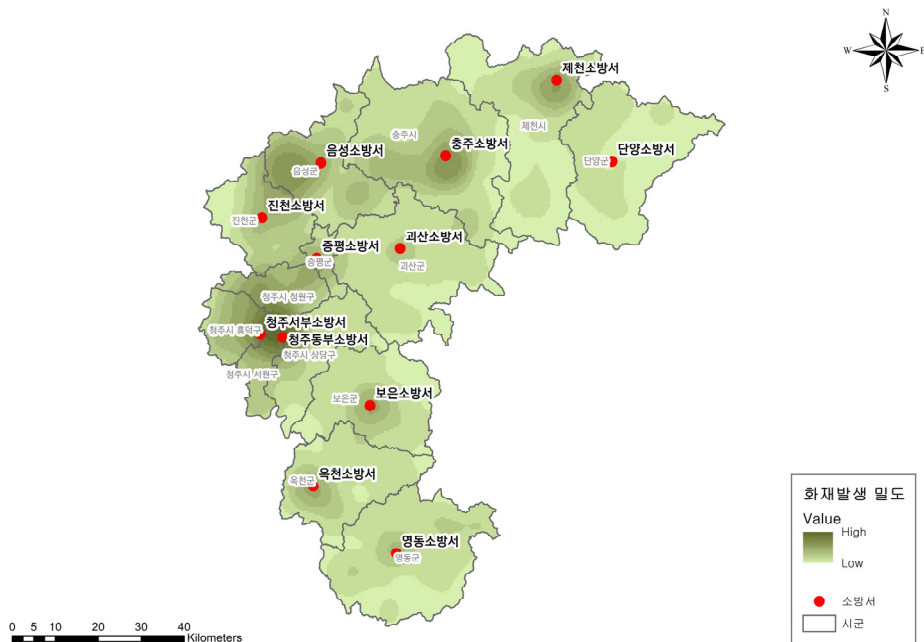 N
W
E
S
제천소방서
제천시
충주시
충주소방서
음성소방서
음성군
단양소방서
단양군
진천소방서
진천군
괴산소방서
괴산군
증평소방서
증평군
청주시 청원구
청주서부소방서
청주시 흥덕구
청주동부소방서
청주시 상당구
청주시 서원구
보은소방서
보은군
옥천소방서
옥천군
영동소방서
영동군
화재발생 밀도
Value
High
Low
소방서
시군
0 5 10 20 30 40
Kilometers